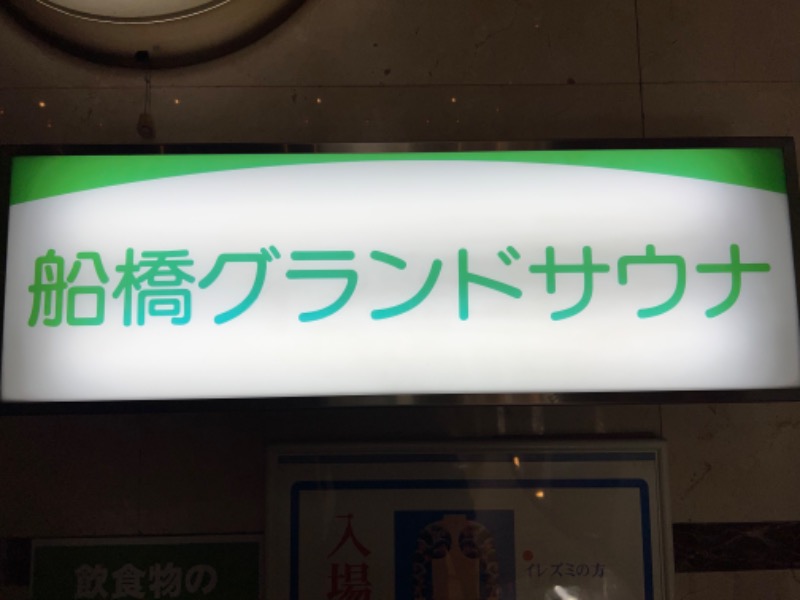 船橋グランドサウナ
飲食物の
入場
イレズミの方